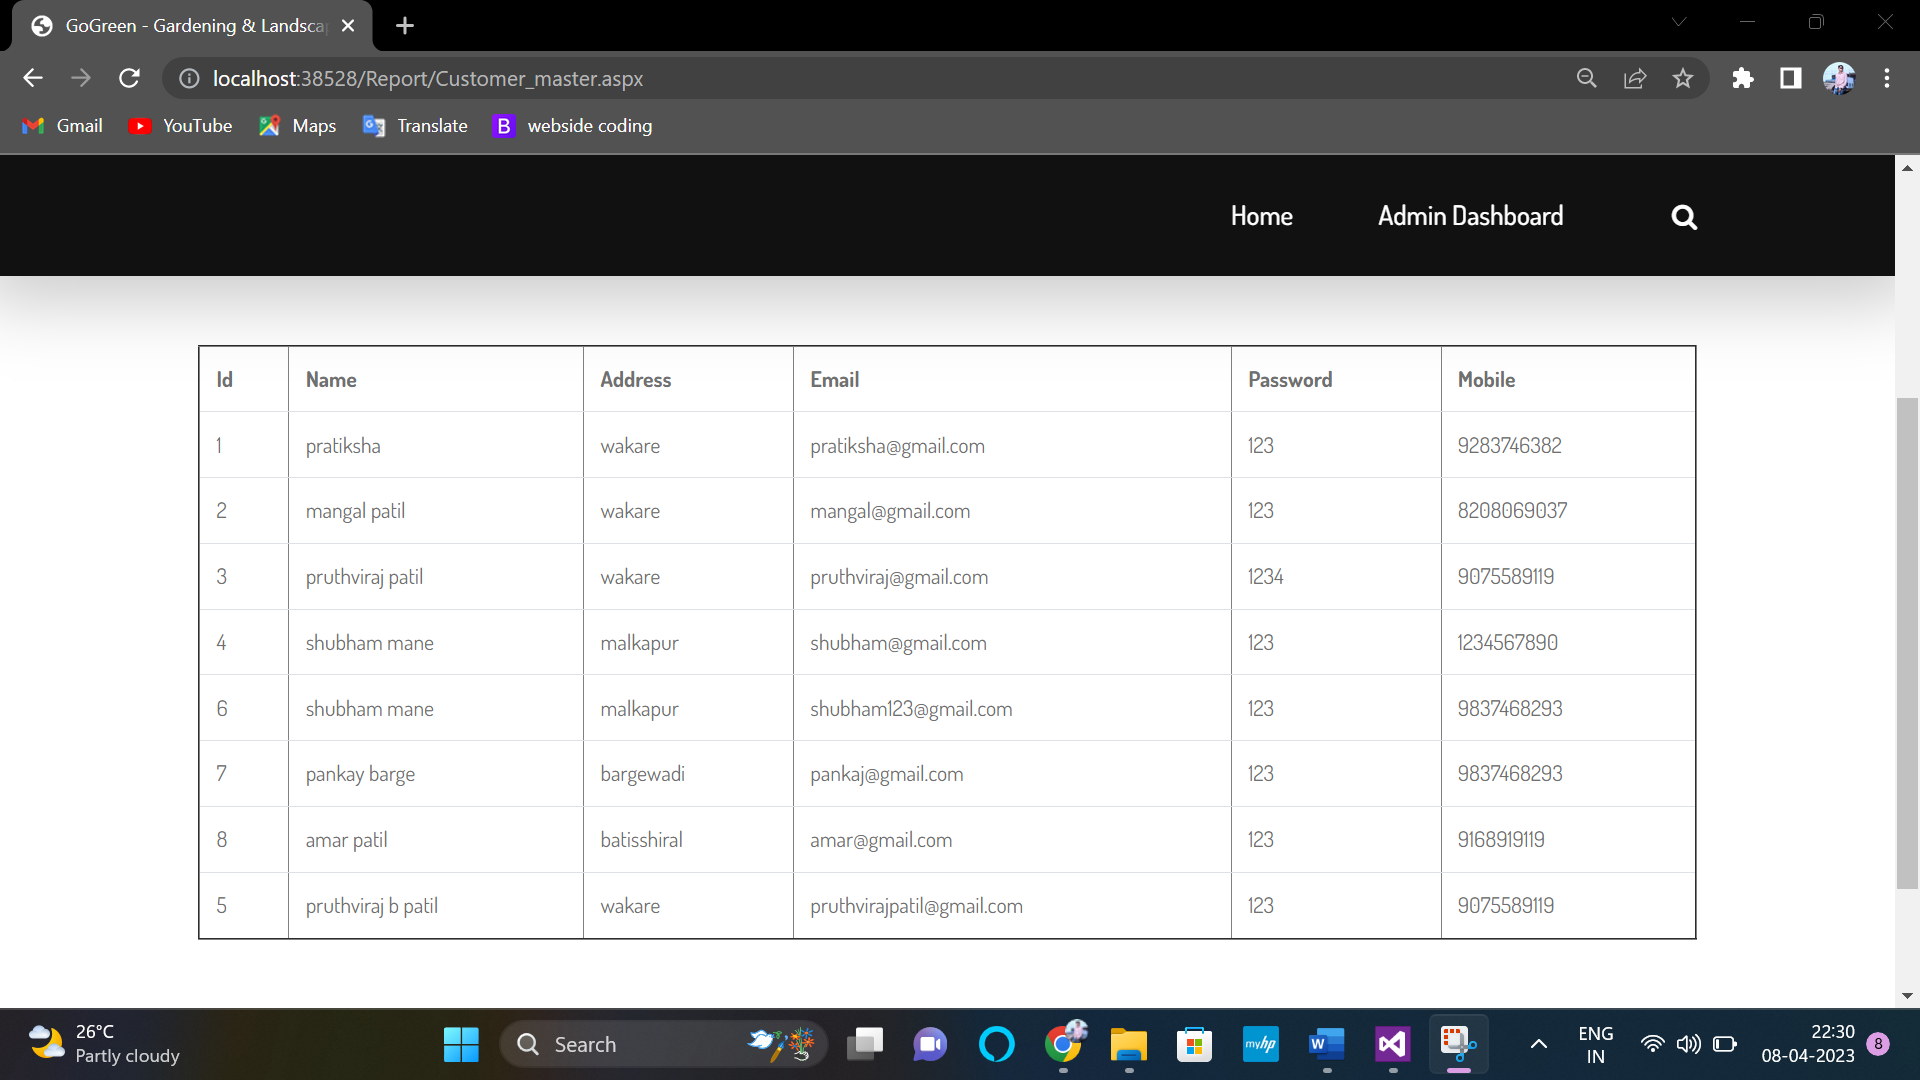 GoGreen - Gardening & Landsca
localhost:38528/Report/Customer_master.aspx
Gmail YouTube Maps Translate B webside coding
Home Admin Dashboard
Id Name Address Email Password Mobile
1 pratiksha wakare pratiksha@gmail.com 123 9283746382
2 mangal patil wakare mangal@gmail.com 123 8208069037
3 pruthviraj patil wakare pruthviraj@gmail.com 1234 9075589119
4 shubham mane malkapur shubham@gmail.com 123 1234567890
6 shubham mane malkapur shubham123@gmail.com 123 9837468293
7 pankay barge bargewadi pankaj@gmail.com 123 9837468293
8 amar patil batisshiral amar@gmail.com 123 9168919119
5 pruthviraj b patil wakare pruthvirajpatil@gmail.com 123 9075589119
26°C
Partly cloudy
Search
myhp
W
ENG
IN
22:30
08-04-2023
8